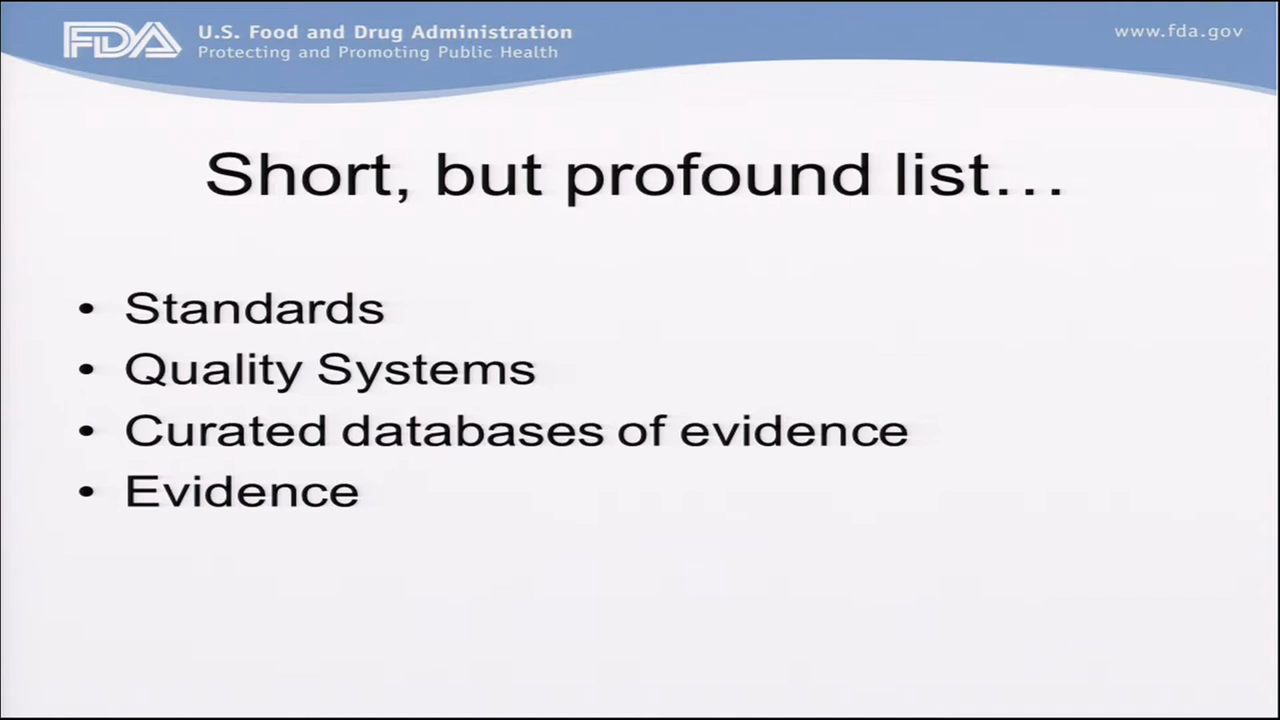 FDA
U.S. Food and Drug Administration
Protecting and Promoting Public Health
www.fda.gov
Short, but profound list…
• Standards
• Quality Systems
• Curated databases of evidence
• Evidence